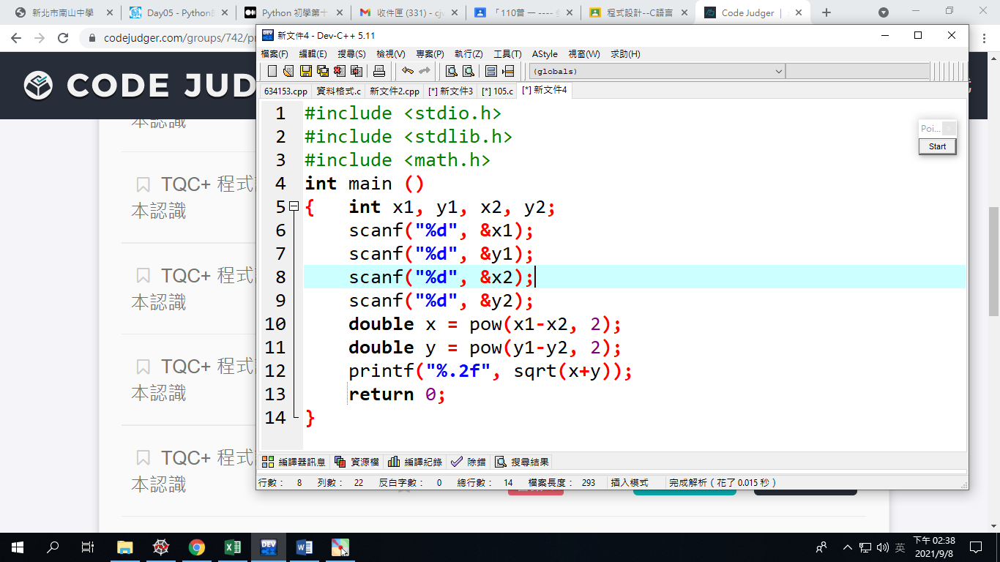 新北市南山中學
Day05 - Python
Python 初學第十
收件匣 (331) - cjv
「110普 一 ----
程式設計--C語言
Code Judger |
codejudger.com/groups/742/pr
CODE JUD
本認識
TQC+ 程式
本認識
TQC+ 程式
本認識
TQC+ 程式
本認識
TQC+ 程式
本認識
新文件4 - Dev-C++ 5.11
檔案(F) 編輯(E) 搜尋(S) 檢視(V) 專案(P) 執行(Z) 工具(T) AStyle 視窗(W) 求助(H)
(globals)
634153.cpp 資料格式.c 新文件2.cpp [*] 新文件3 [*] 105.c [*] 新文件4
1 #include <stdio.h>
2 #include <stdlib.h>
3 #include <math.h>
4 int main ()
5 { int x1, y1, x2, y2;
6 scanf("%d", &x1);
7 scanf("%d", &y1);
8 scanf("%d", &x2);
9 scanf("%d", &y2);
10 double x = pow(x1-x2, 2);
11 double y = pow(y1-y2, 2);
12 printf("%.2f", sqrt(x+y));
13 return 0;
14 }
Poi...
Start
編譯器訊息 資源檔 編譯紀錄 除錯 搜尋結果
行數： 8 列數： 22 反白字數： 0 總行數： 14 檔案長度： 293 插入模式 完成解析（花了 0.015 秒）
DEV
英
下午 02:38
2021/9/8